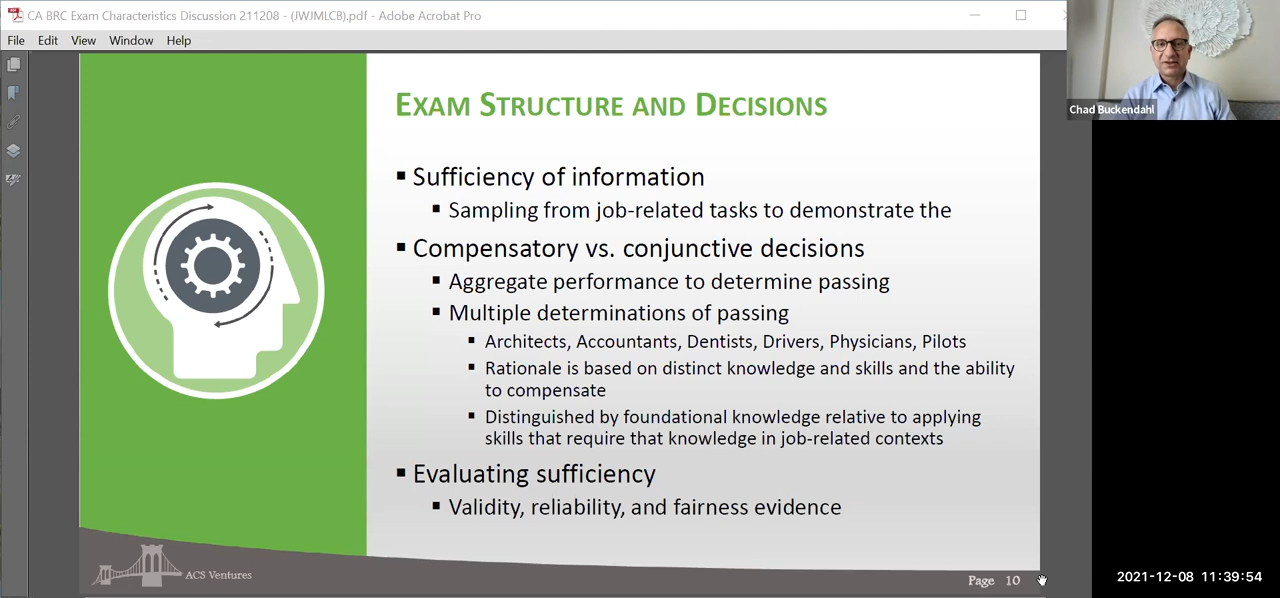 CA BRC Exam Characteristics Discussion 211208 - (JWJMLCB).pdf - Adobe Acrobat Pro
File Edit View Window Help
Chad Buckendahl
EXAM STRUCTURE AND DECISIONS
Sufficiency of information
Sampling from job-related tasks to demonstrate the
Compensatory vs. conjunctive decisions
Aggregate performance to determine passing
Multiple determinations of passing
Architects, Accountants, Dentists, Drivers, Physicians, Pilots
Rationale is based on distinct knowledge and skills and the ability
to compensate
Distinguished by foundational knowledge relative to applying
skills that require that knowledge in job-related contexts
Evaluating sufficiency
Validity, reliability, and fairness evidence
ACS Ventures
Page 10
2021-12-08 11:39:54